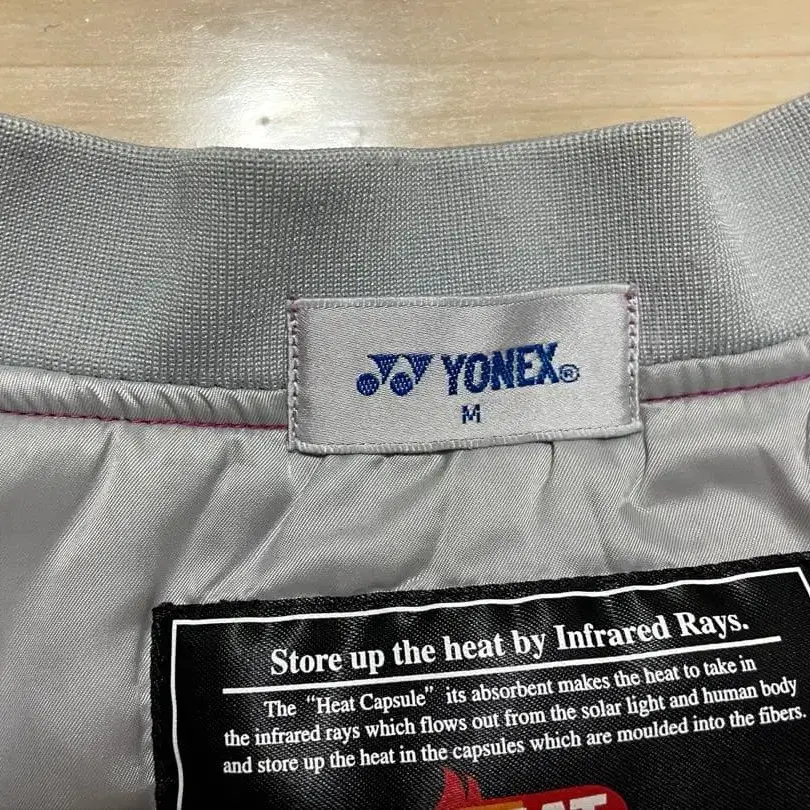 YONEX®
M
Store up the heat by Infrared Rays.
The "Heat Capsule" its absorbent makes the heat to take in
the infrared rays which flows out from the solar light and human body
and store up the heat in the capsules which are moulded into the fibers.